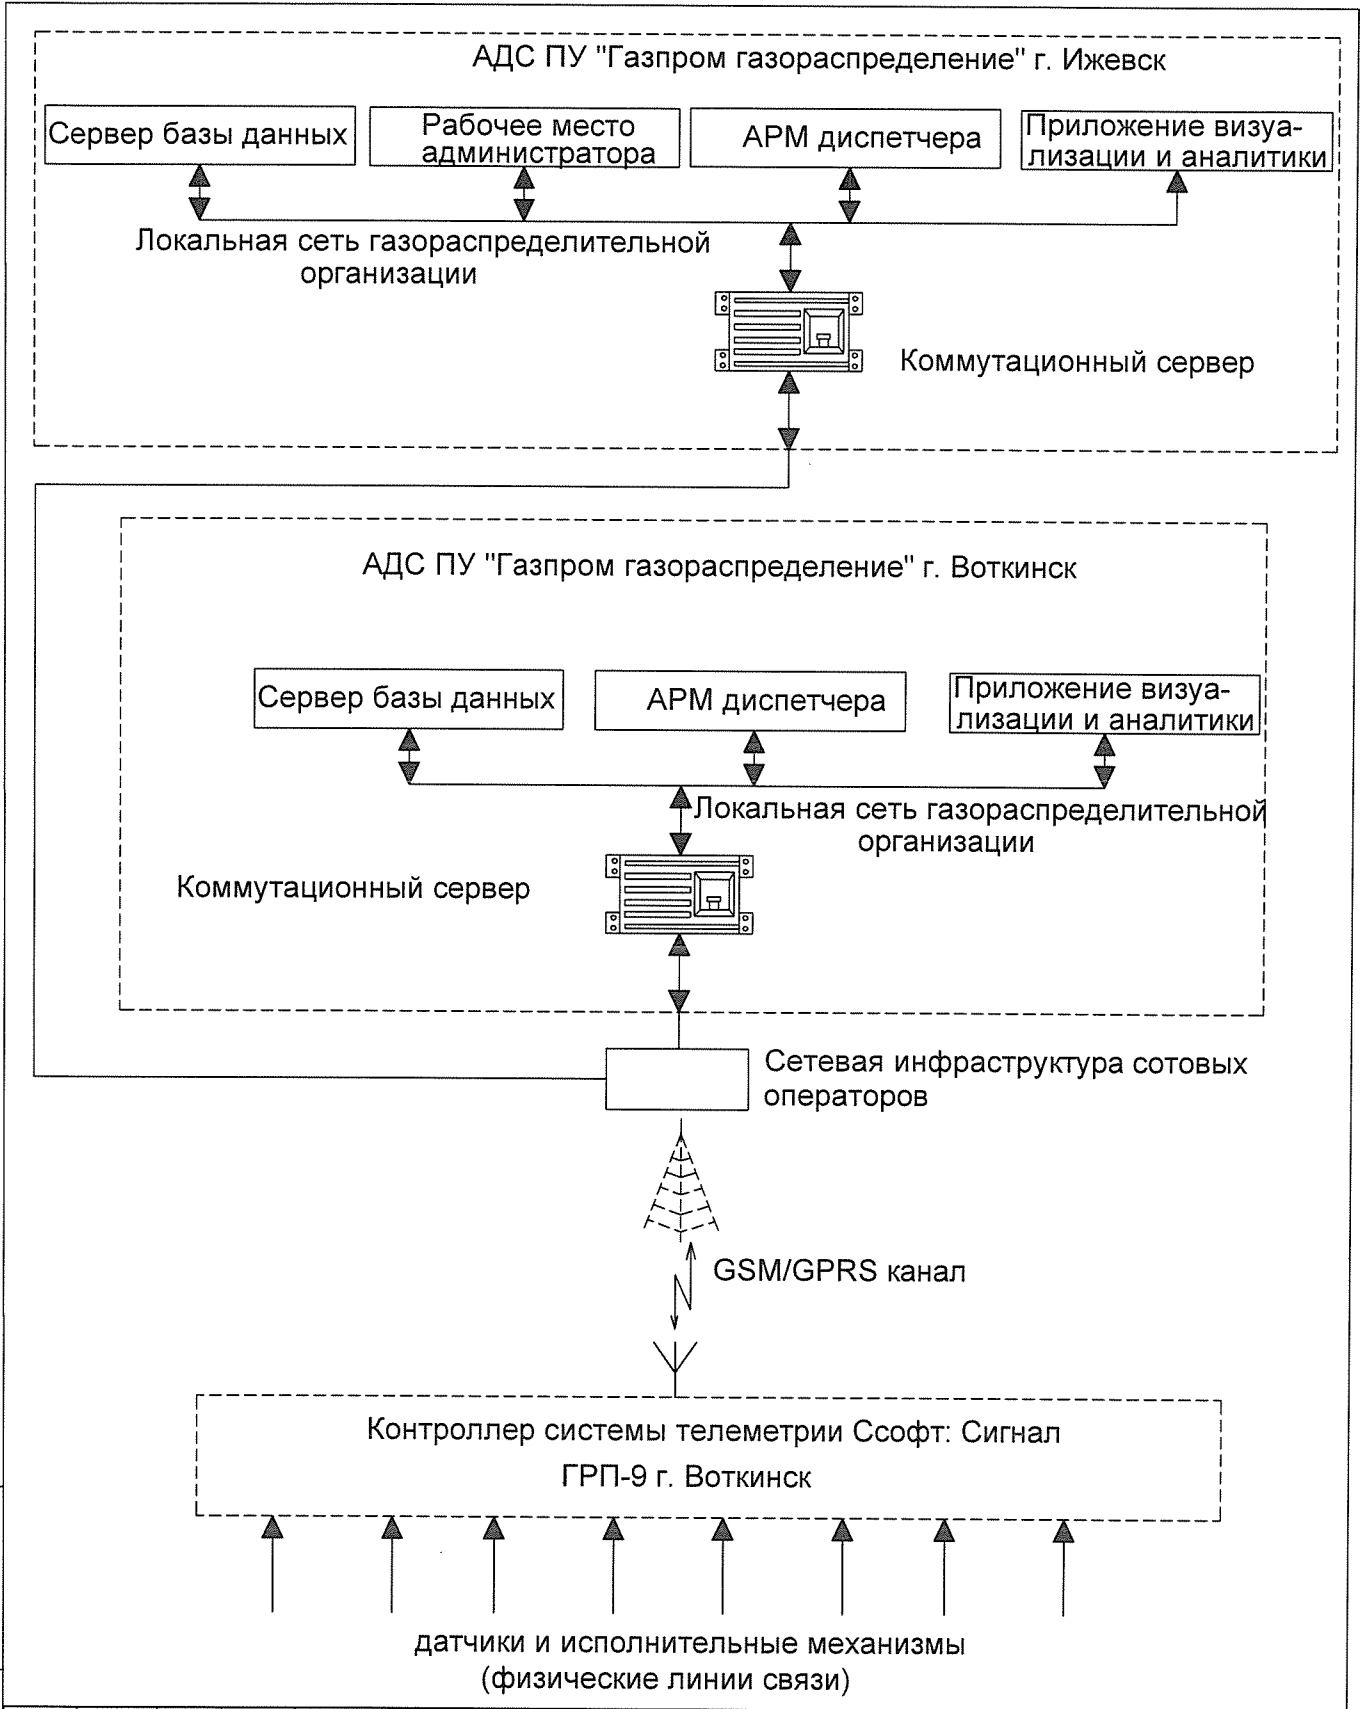 АДС ПУ "Газпром газораспределение" г. Ижевск
Сервер базы данных
Рабочее место
администратора
АРМ диспетчера
Приложение визуа-
лизации и аналитики
Локальная сеть газораспределительной
организации
Коммутационный сервер
АДС ПУ "Газпром газораспределение" г. Воткинск
Сервер базы данных
АРМ диспетчера
Приложение визуа-
лизации и аналитики
Локальная сеть газораспределительной
организации
Коммутационный сервер
Сетевая инфраструктура сотовых
операторов
GSM/GPRS канал
Контроллер системы телеметрии Ссофт: Сигнал
ГРП-9 г. Воткинск
датчики и исполнительные механизмы
(физические линии связи)